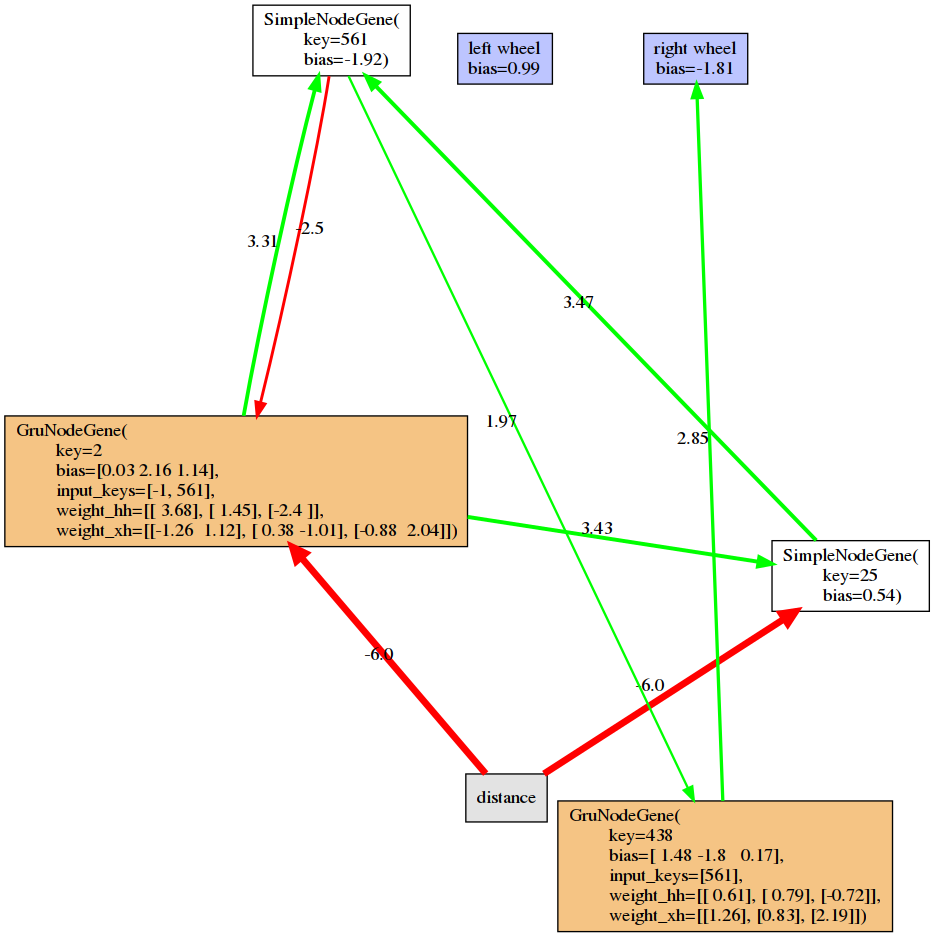 SimpleNodeGene(
key=561
bias=-1.92)
left wheel
bias=0.99
right wheel
bias=-1.81
3.31
-2.5
3.47
1.97
2.85
GruNodeGene(
key=2
bias=[0.03 2.16 1.14],
input_keys=[-1, 561],
weight_hh=[[ 3.68], [ 1.45], [-2.4 ]],
weight_xh=[[-1.26  1.12], [ 0.38 -1.01], [-0.88  2.04]])
3.43
SimpleNodeGene(
key=25
bias=0.54)
-6.0
-6.0
distance
GruNodeGene(
key=438
bias=[ 1.48 -1.8   0.17],
input_keys=[561],
weight_hh=[[ 0.61], [ 0.79], [-0.72]],
weight_xh=[[1.26], [0.83], [2.19]])